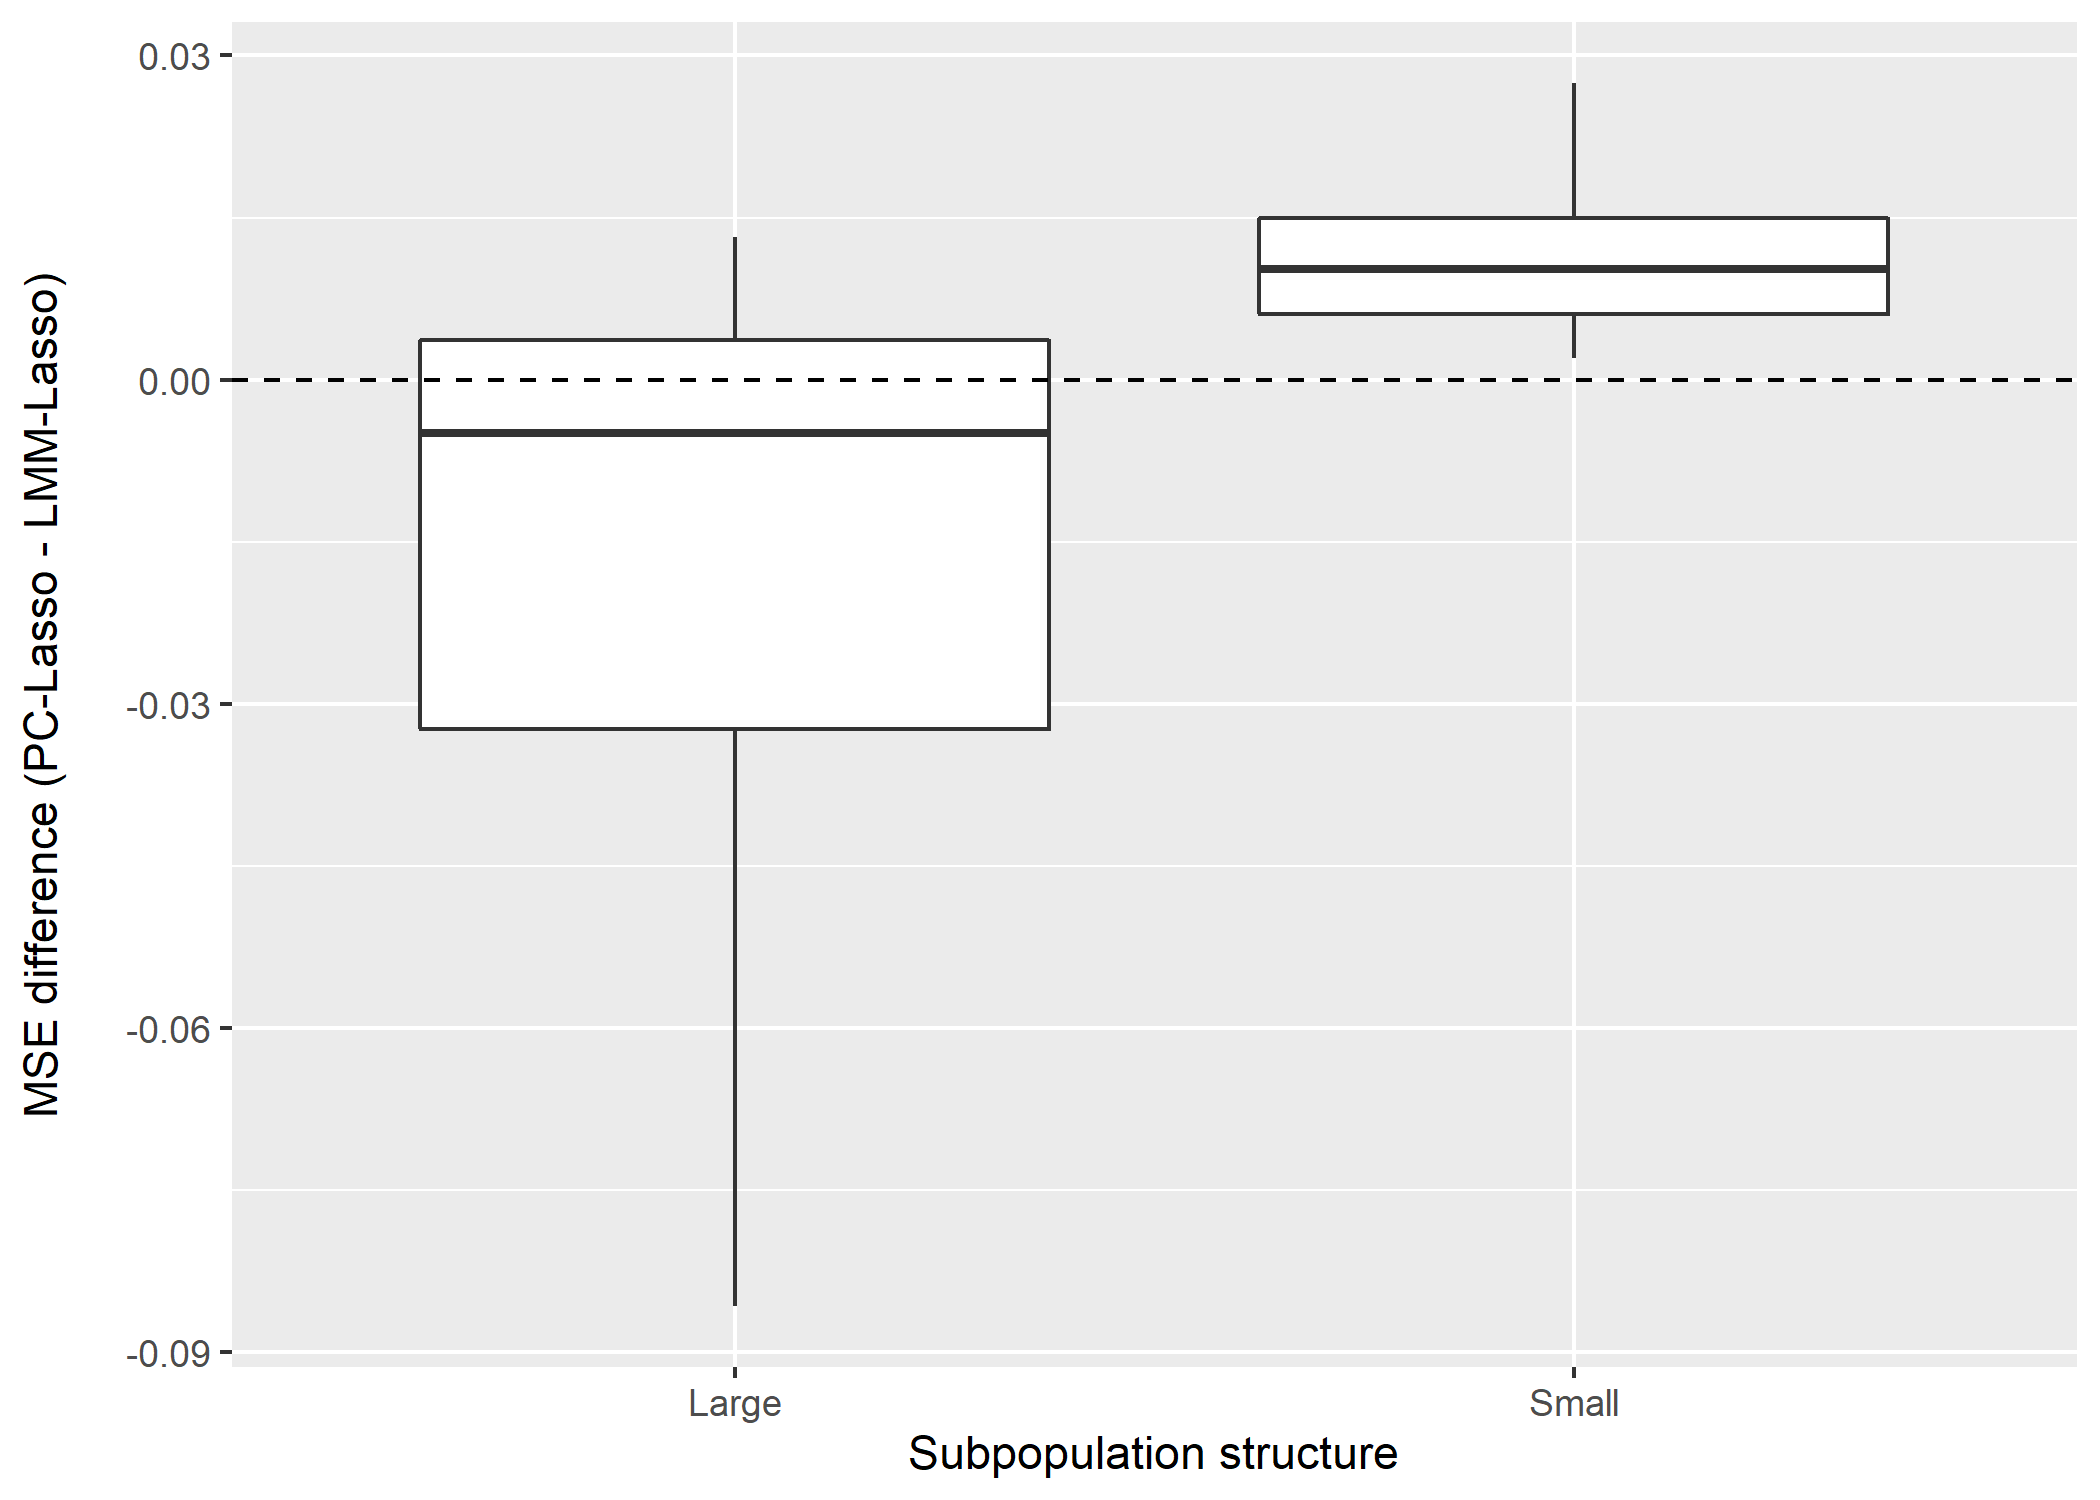 MSE difference (PC-Lasso - LMM-Lasso)
0.03
0.00
-0.03
-0.06
-0.09
Large
Small
Subpopulation structure